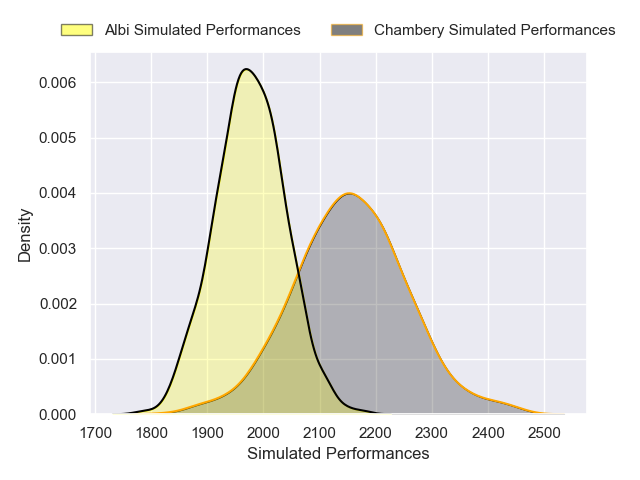 Albi Simulated Performances Chambery Simulated Performances
0.006
0.005
0.004
0.003
0.002
0.001
0.000
Density
1700 1800 1900 2000 2100 2200 2300 2400 2500
Simulated Performances